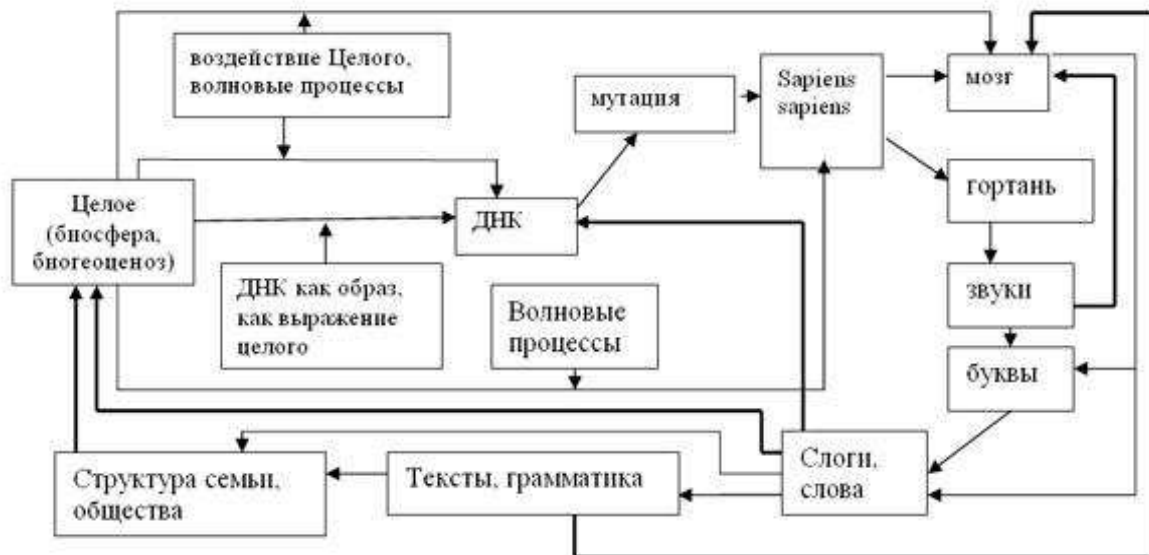 воздействие Целого,
волновые процессы
мутация
Sapiens
sapiens
мозг
гортань
Целое
(биосфера,
биогеоценоз)
ДНК
ДНК как образ,
как выражение
целого
Волновые
процессы
звуки
буквы
Слоги,
слова
Тексты, грамматика
Структура семьи,
общества